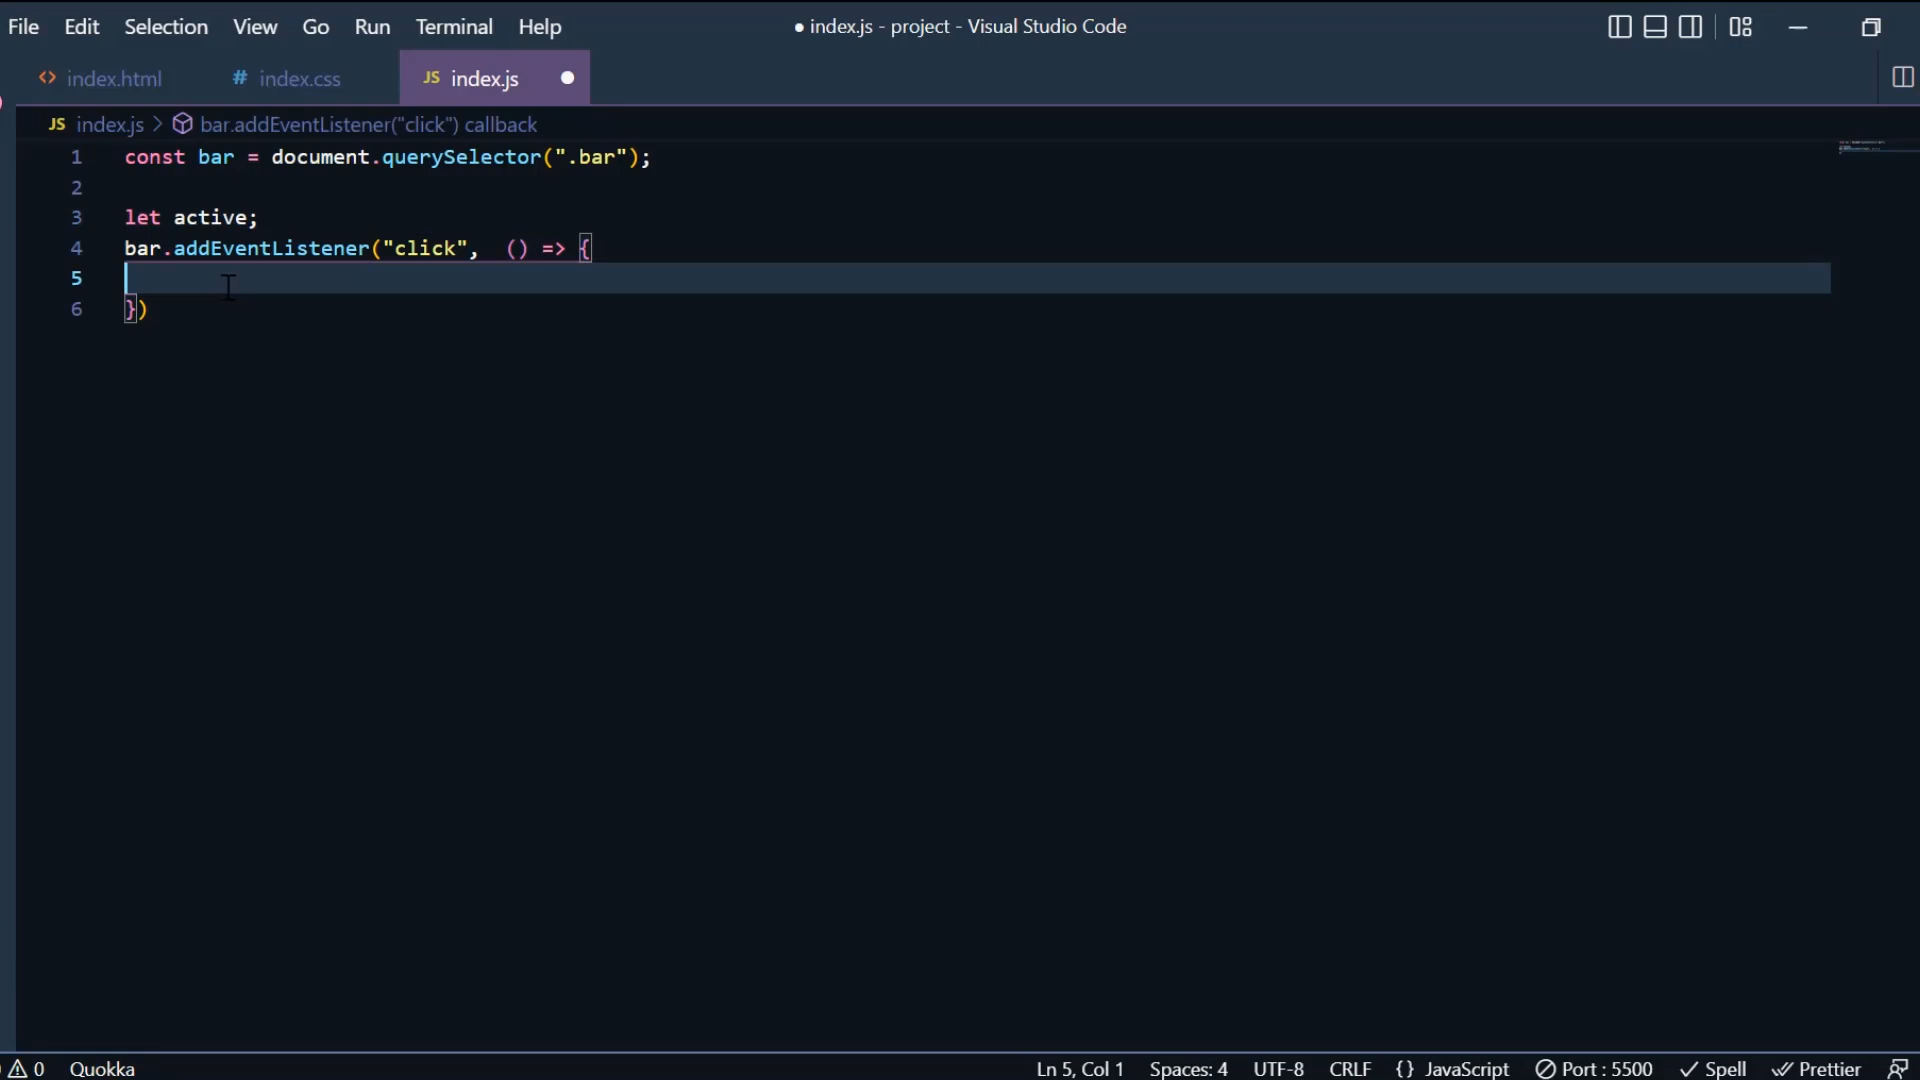 File Edit Selection View Go Run Terminal Help ● index.js - project - Visual Studio Code
<> index.html # index.css JS index.js ●
JS index.js > bar.addEventListener("click") callback
1 const bar = document.querySelector(".bar");
2
3 let active;
4 bar.addEventListener("click",  () => {
5
6 })
0 Quokka Ln 5, Col 1 Spaces: 4 UTF-8 CRLF {} JavaScript Port : 5500 ✓ Spell Prettier